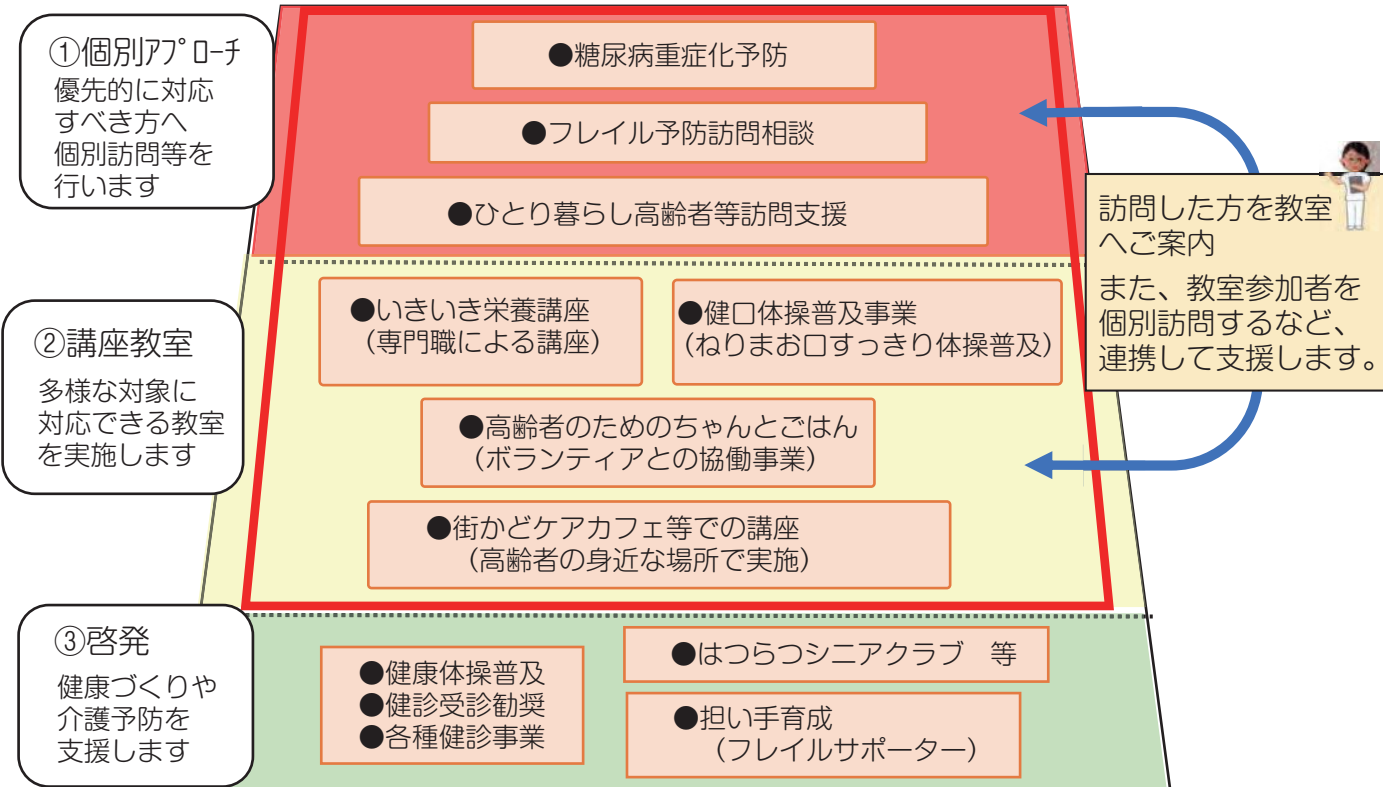 ①個別ｱﾌﾟﾛｰﾁ
優先的に対応
すべき方へ
個別訪問等を
行います
●糖尿病重症化予防
●フレイル予防訪問相談
●ひとり暮らし高齢者等訪問支援
訪問した方を教室
へご案内
また、教室参加者を
個別訪問するなど、
連携して支援します。
②講座教室
多様な対象に
対応できる教室
を実施します
●いきいき栄養講座
（専門職による講座）
●健口体操普及事業
（ねりまお口すっきり体操普及）
●高齢者のためのちゃんとごはん
（ボランティアとの協働事業）
●街かどケアカフェ等での講座
（高齢者の身近な場所で実施）
③啓発
健康づくりや
介護予防を
支援します
●健康体操普及
●健診受診勧奨
●各種健診事業
●はつらつシニアクラブ　等
●担い手育成
（フレイルサポーター）